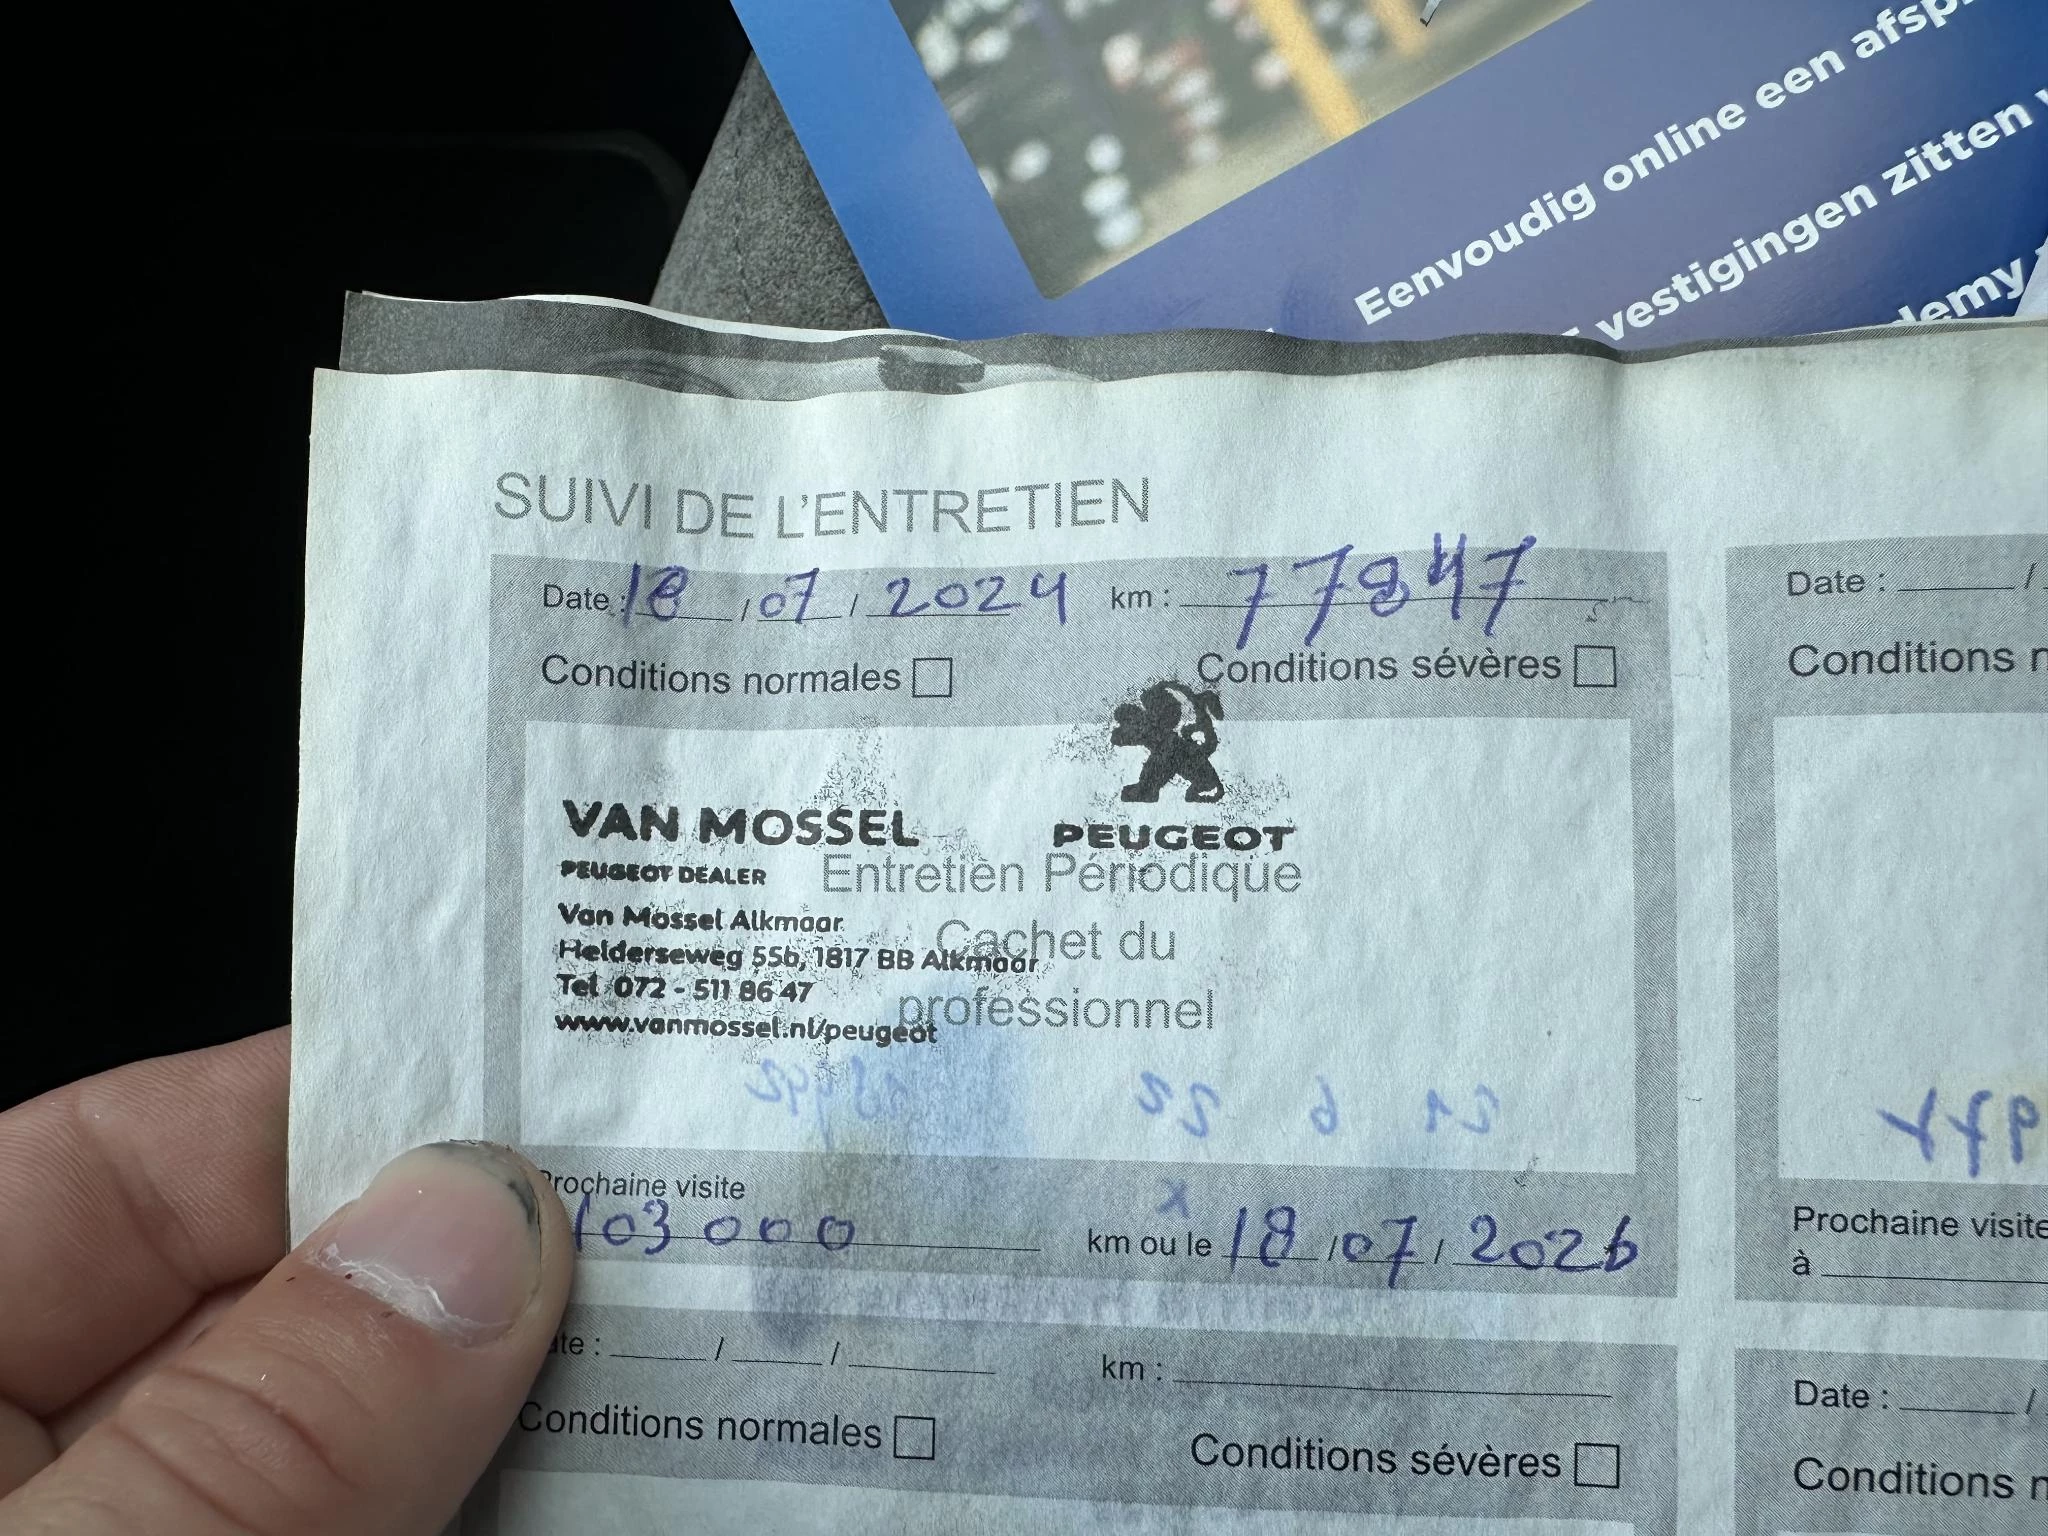 Eenvoudig online een
vestigingen zitten
SUIVI DE L'ENTRETIEN
Date : 18 / 07 / 2024 km : 77847
Conditions normales Conditions sévères
VAN MOSSEL PEUGEOT
PEUGEOT DEALER
Entretien Périodique
Van Mossel Alkmaar
Cachet du
Helderseweg 55b, 1817 BB Alkmaar
Tel 072 - 511 86 47
professionnel
www.vanmossel.nl/peugeot
Prochaine visite
103000 km ou le 18 / 07 / 2026
Date : / / km :
Conditions normales Conditions sévères
Date : /
Conditions
Prochaine visite
à
Date : /
Conditions